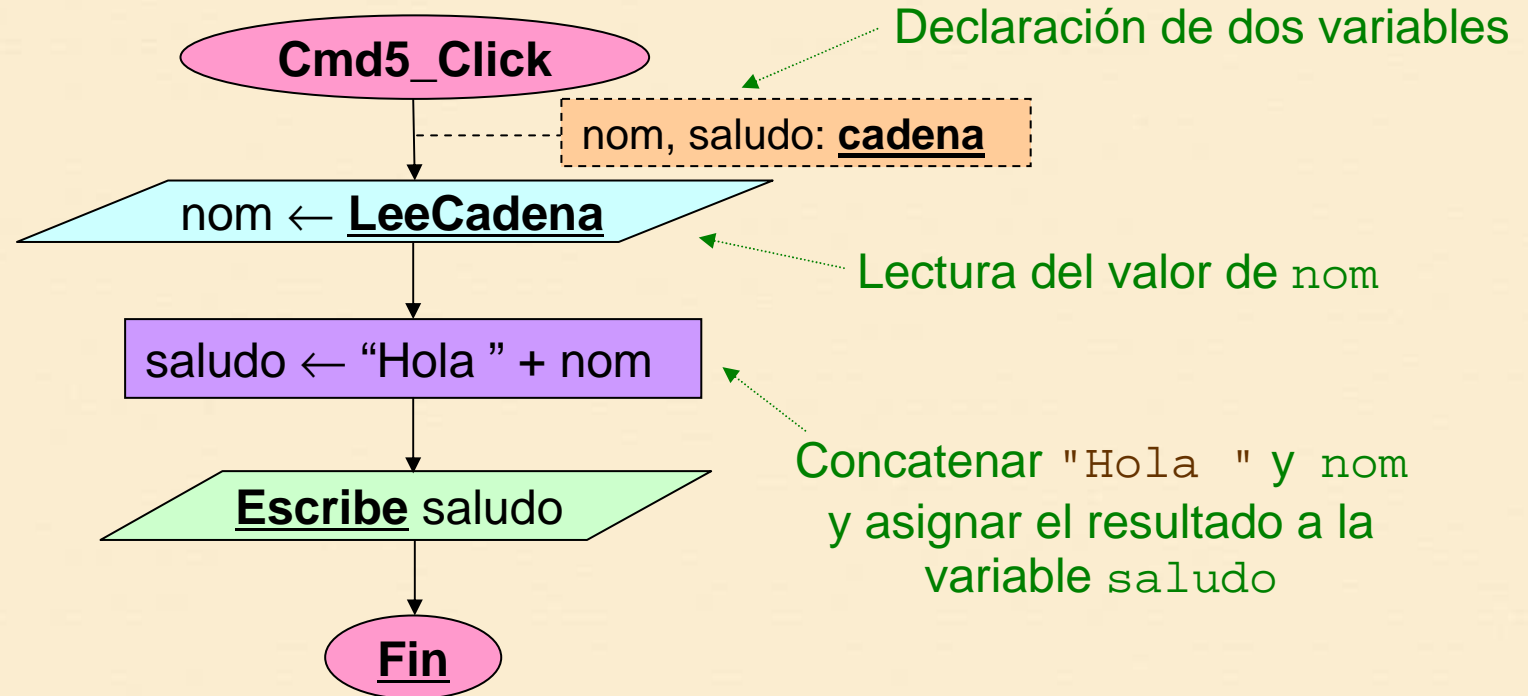 Declaración de dos variables
Cmd5_Click
nom, saludo: cadena
nom ← LeeCadena
Lectura del valor de nom
saludo ← “Hola ” + nom
Concatenar "Hola " y nom
y asignar el resultado a la
variable saludo
Escribe saludo
Fin